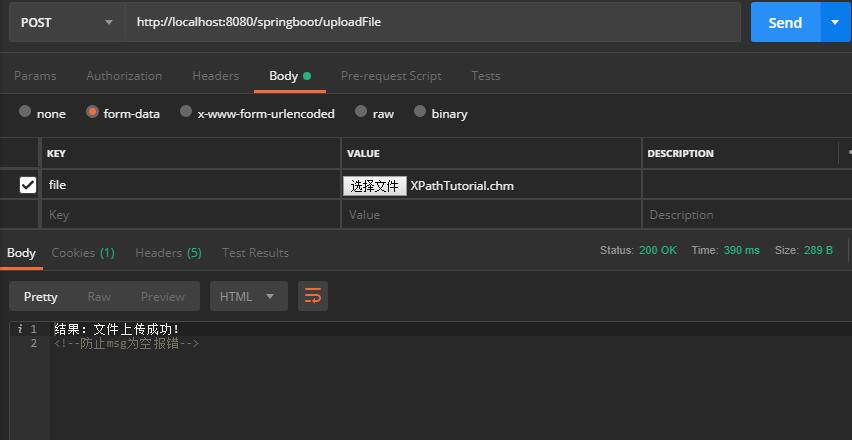 POST http://localhost:8080/springboot/uploadFile Send
Params Authorization Headers Body Pre-request Script Tests
none form-data x-www-form-urlencoded raw binary
KEY VALUE DESCRIPTION
file 选择文件 XPathTutorial.chm
Key Value Description
Body Cookies (1) Headers (5) Test Results Status: 200 OK Time: 390 ms Size: 289 B
Pretty Raw Preview HTML
i 1 结果：文件上传成功！
2 <!--防止msg为空报错-->